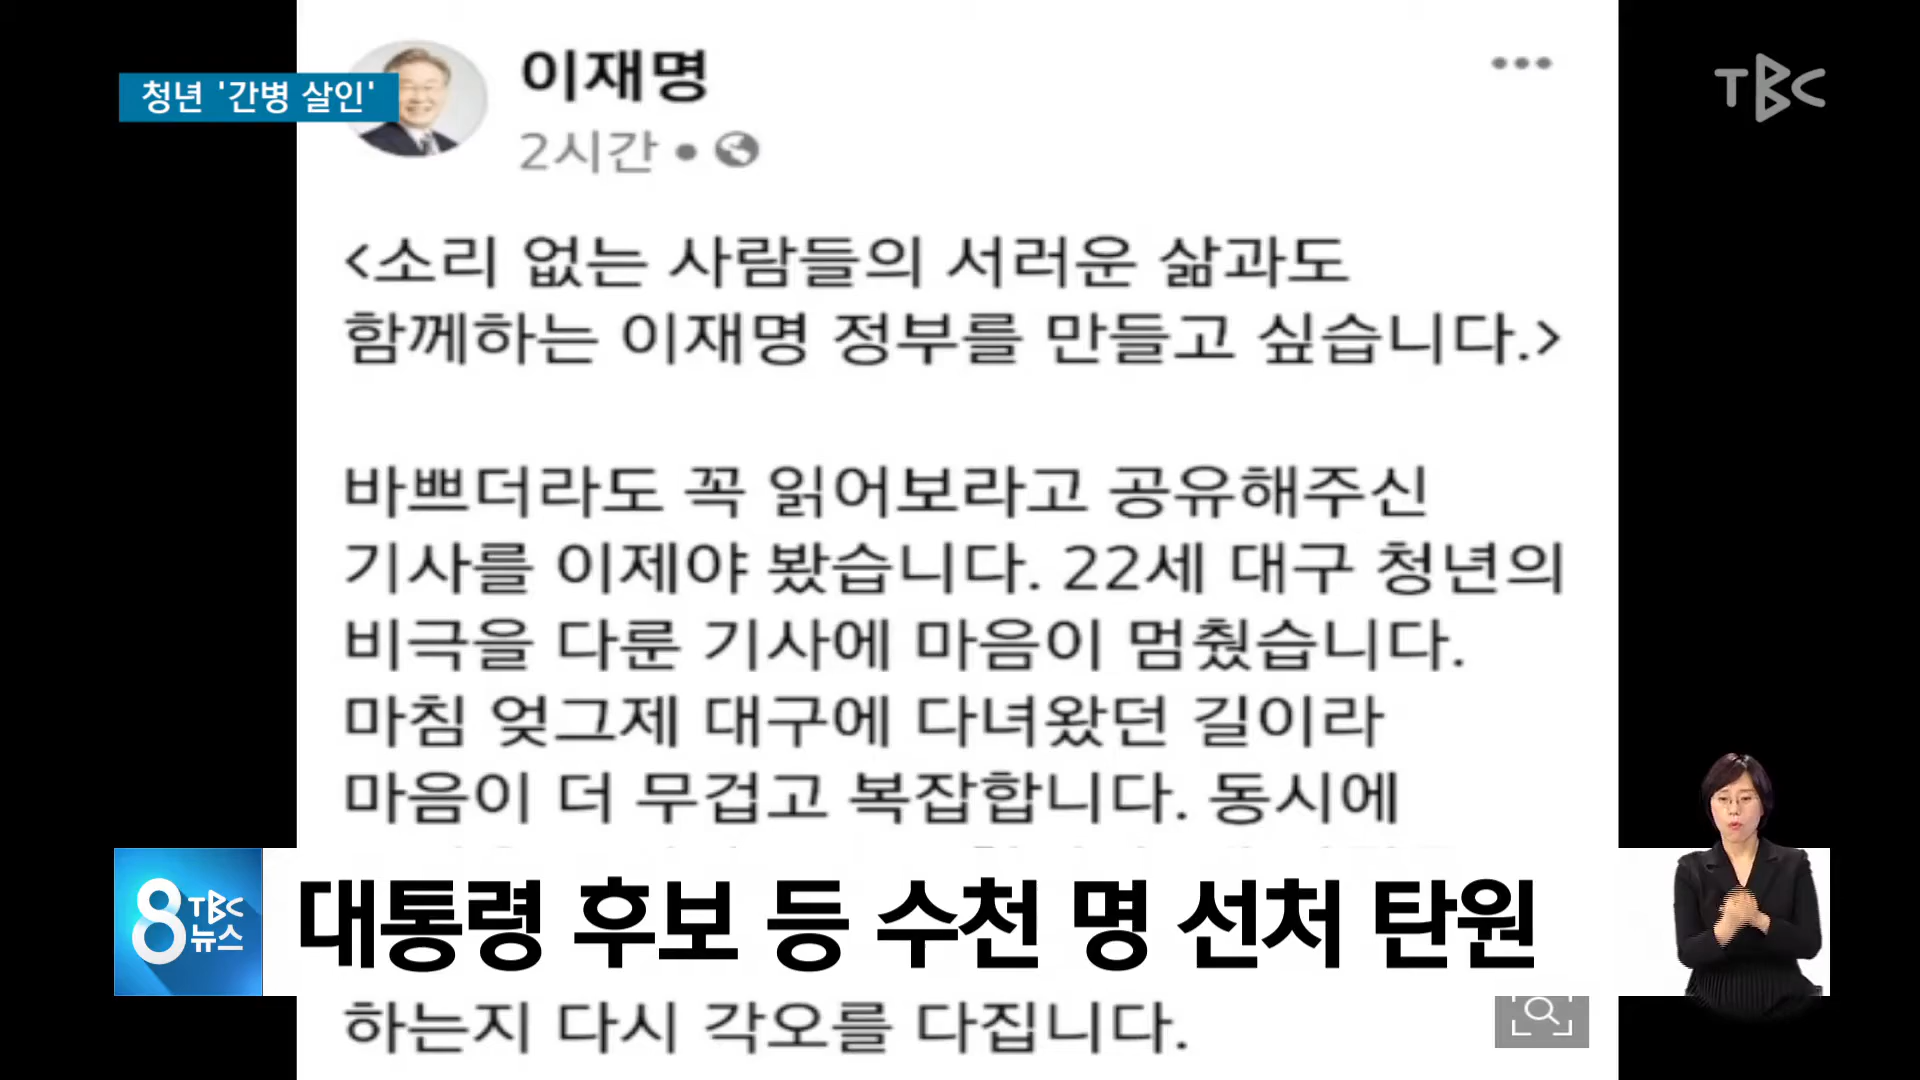 청년 '간병 살인'
이재명
2시간
TBC
<소리 없는 사람들의 서러운 삶과도
함께하는 이재명 정부를 만들고 싶습니다.>
바쁘더라도 꼭 읽어보라고 공유해주신
기사를 이제야 봤습니다. 22세 대구 청년의
비극을 다룬 기사에 마음이 멈췄습니다.
마침 엊그제 대구에 다녀왔던 길이라
마음이 더 무겁고 복잡합니다. 동시에
8 TBC 뉴스
대통령 후보 등 수천 명 선처 탄원
하는지 다시 각오를 다집니다.